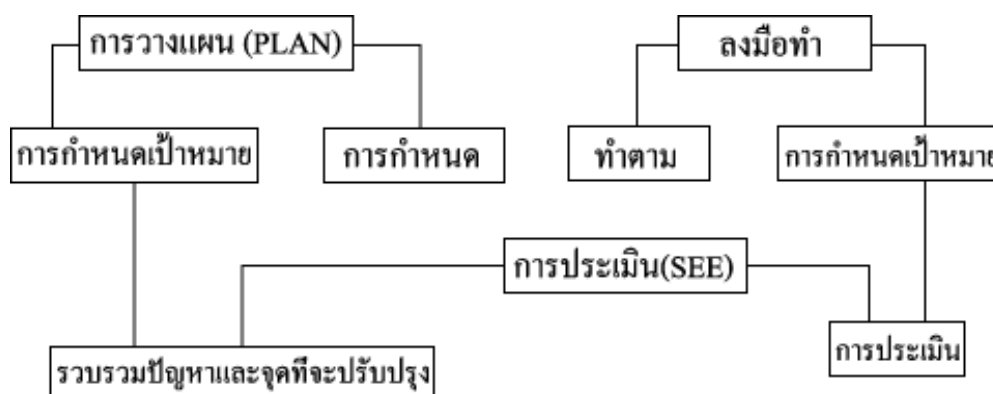 การวางแผน (PLAN)
ลงมือทำ
การกำหนดเป้าหมาย
การกำหนด
ทำตาม
การกำหนดเป้าหมาย
การประเมิน(SEE)
การประเมิน
รวบรวมปัญหาและจุดที่จะปรับปรุง